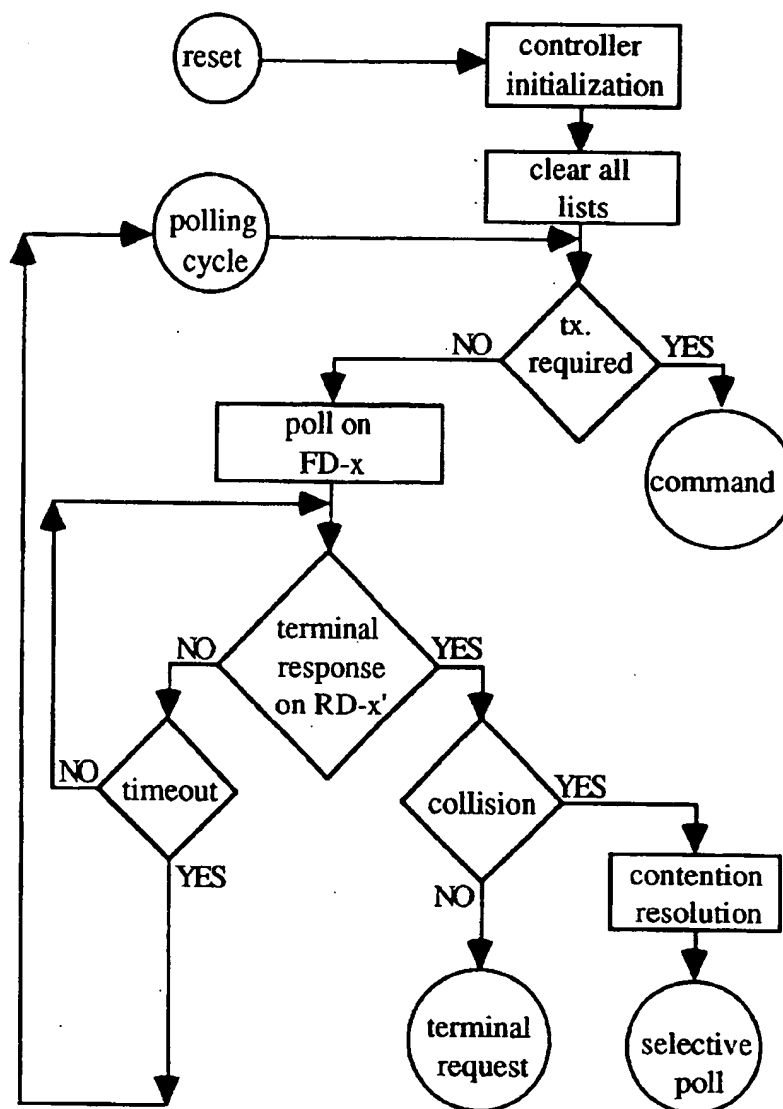 reset
controller
initialization
clear all
lists
polling
cycle
tx.
required
NO
YES
poll on
FD-x
command
terminal
response
on RD-x'
NO
YES
NO
timeout
YES
collision
YES
NO
contention
resolution
terminal
request
selective
poll